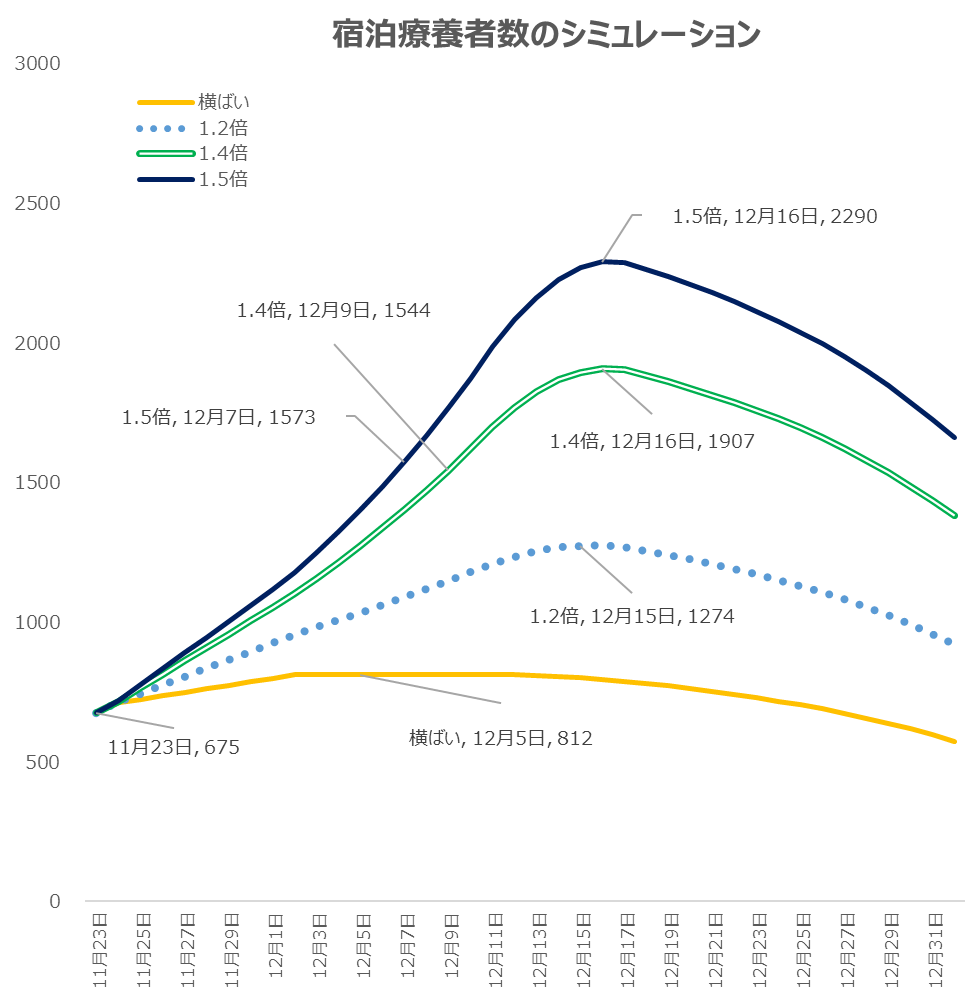 宿泊療養者数のシミュレーション
3000
横ばい
1.2倍
1.4倍
1.5倍
2500
1.5倍, 12月16日, 2290
1.4倍, 12月9日, 1544
2000
1.5倍, 12月7日, 1573
1.4倍, 12月16日, 1907
1500
1000
1.2倍, 12月15日, 1274
横ばい, 12月5日, 812
11月23日, 675
500
0
11月23日
11月25日
11月27日
11月29日
12月1日
12月3日
12月5日
12月7日
12月9日
12月11日
12月13日
12月15日
12月17日
12月19日
12月21日
12月23日
12月25日
12月27日
12月29日
12月31日